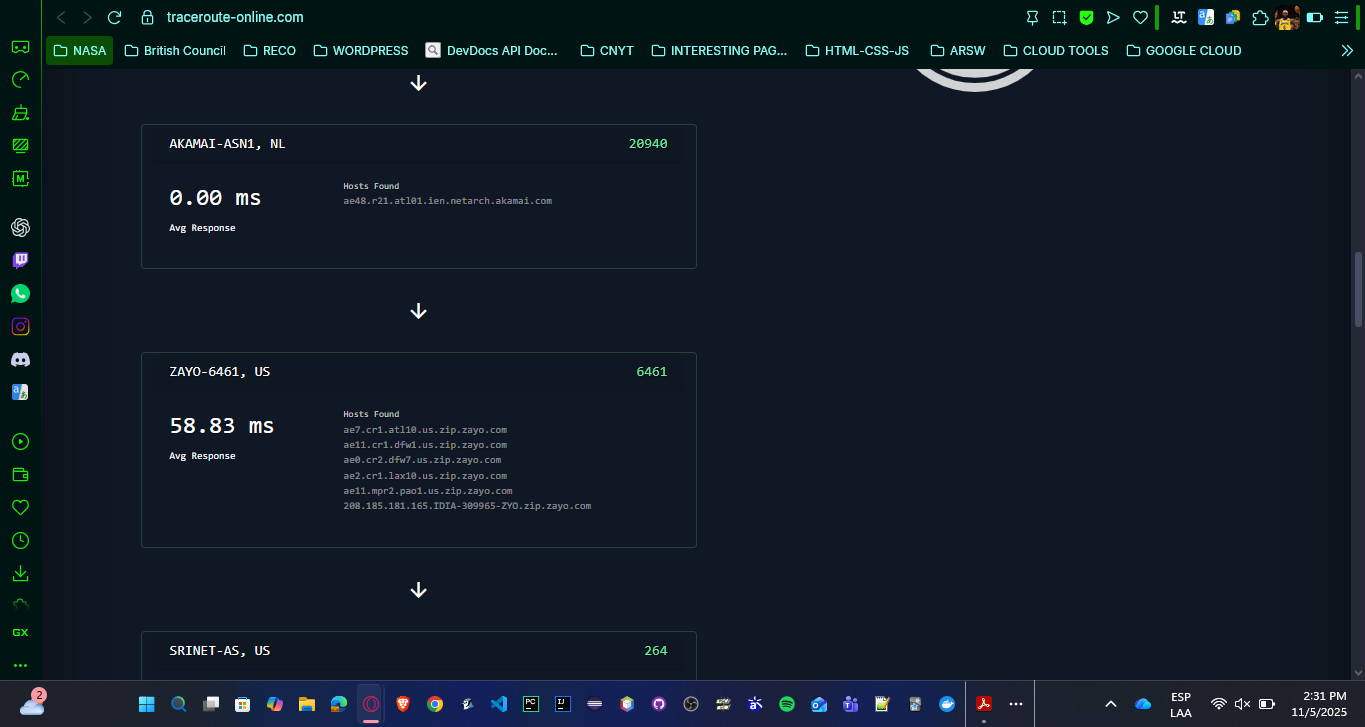 traceroute-online.com
NASA British Council RECO WORDPRESS DevDocs API Doc... CNYT INTERESTING PAG... HTML-CSS-JS ARSW CLOUD TOOLS GOOGLE CLOUD
AKAMAI-ASN1, NL 20940
0.00 ms
Avg Response
Hosts Found
ae48.r21.atl01.ien.netarch.akamai.com
ZAYO-6461, US 6461
58.83 ms
Avg Response
Hosts Found
ae7.cr1.atl10.us.zip.zayo.com
ae11.cr1.dfw1.us.zip.zayo.com
ae0.cr2.dfw7.us.zip.zayo.com
ae2.cr1.lax10.us.zip.zayo.com
ae11.mpr2.pao1.us.zip.zayo.com
208.185.181.165.IDIA-309965-ZYO.zip.zayo.com
SRINET-AS, US 264
M
GX
2
PC
IJ
ESP
LAA
2:31 PM
11/5/2025